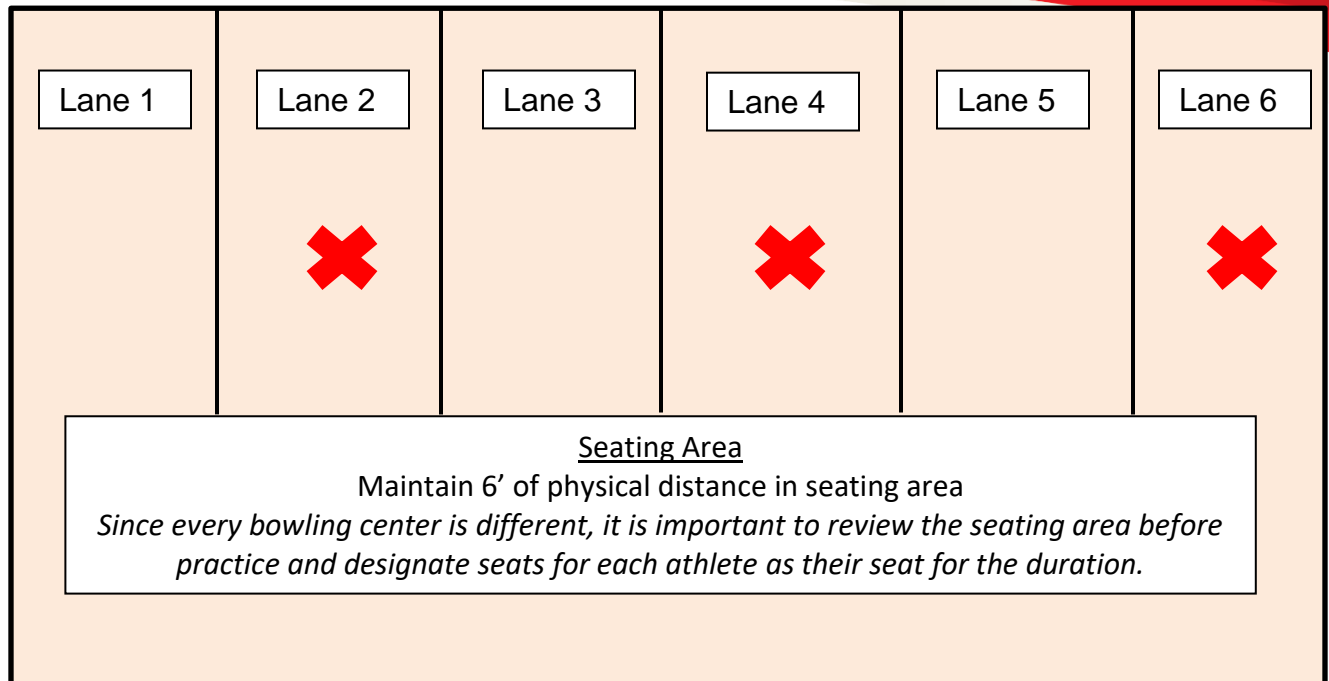 Lane 1
Lane 2
Lane 3
Lane 4
Lane 5
Lane 6
Seating Area
Maintain 6’ of physical distance in seating area
Since every bowling center is different, it is important to review the seating area before
practice and designate seats for each athlete as their seat for the duration.